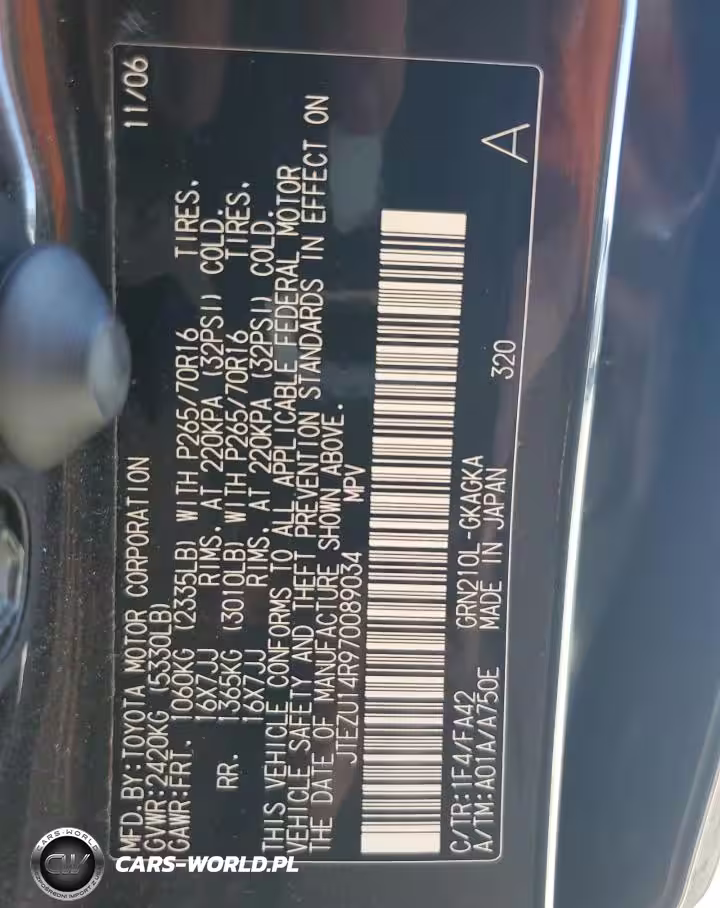 MFD.BY:TOYOTA MOTOR CORPORATION 11/06
GVWR:2420KG (5330LB)
GAWR:FRT. 1060KG (2335LB) WITH P265/70R16 TIRES.
16X7JJ RIMS. AT 220KPA (32PSI) COLD.
RR. 1365KG (3010LB) WITH P265/70R16 TIRES.
16X7JJ RIMS. AT 220KPA (32PSI) COLD.
THIS VEHICLE CONFORMS TO ALL APPLICABLE FEDERAL MOTOR
VEHICLE SAFETY AND THEFT PREVENTION STANDARDS IN EFFECT ON
THE DATE OF MANUFACTURE SHOWN ABOVE.
JTEZU14R970089034 MPV
C/TR:1F4/FA42 GRN210L-GKAGKA
A/TM:A01A/A750E MADE IN JAPAN 320 A
CARS-WORLD
CW
CARS-WORLD.PL